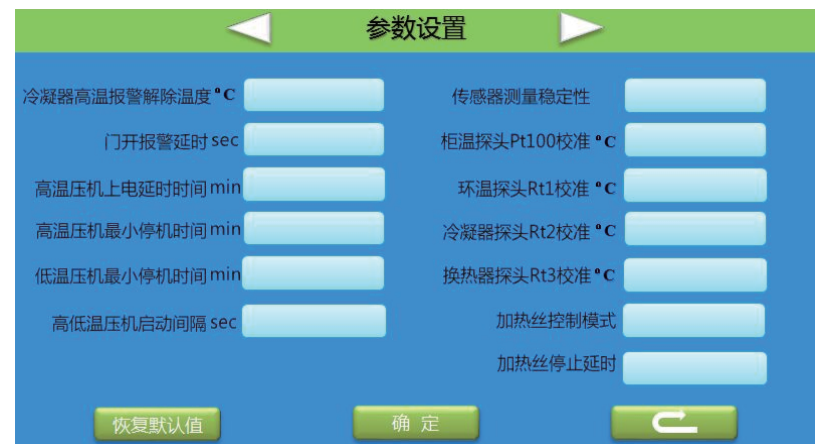 参数设置
冷凝器高温报警解除温度 °C
门开报警延时 sec
高温压机上电延时时间 min
高温压机最小停机时间 min
低温压机最小停机时间 min
高低温压机启动间隔 sec
传感器测量稳定性
柜温探头Pt100校准 °C
环温探头Rt1校准 °C
冷凝器探头Rt2校准 °C
换热器探头Rt3校准 °C
加热丝控制模式
加热丝停止延时
恢复默认值
确 定